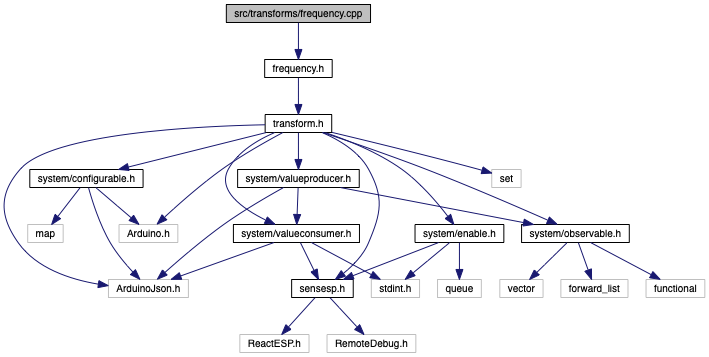 src/transforms/frequency.cpp
frequency.h
transform.h
system/configurable.h
system/valueproducer.h
set
map
Arduino.h
system/valueconsumer.h
system/enable.h
system/observable.h
ArduinoJson.h
sensesp.h
stdint.h
queue
vector
forward_list
functional
ReactESP.h
RemoteDebug.h